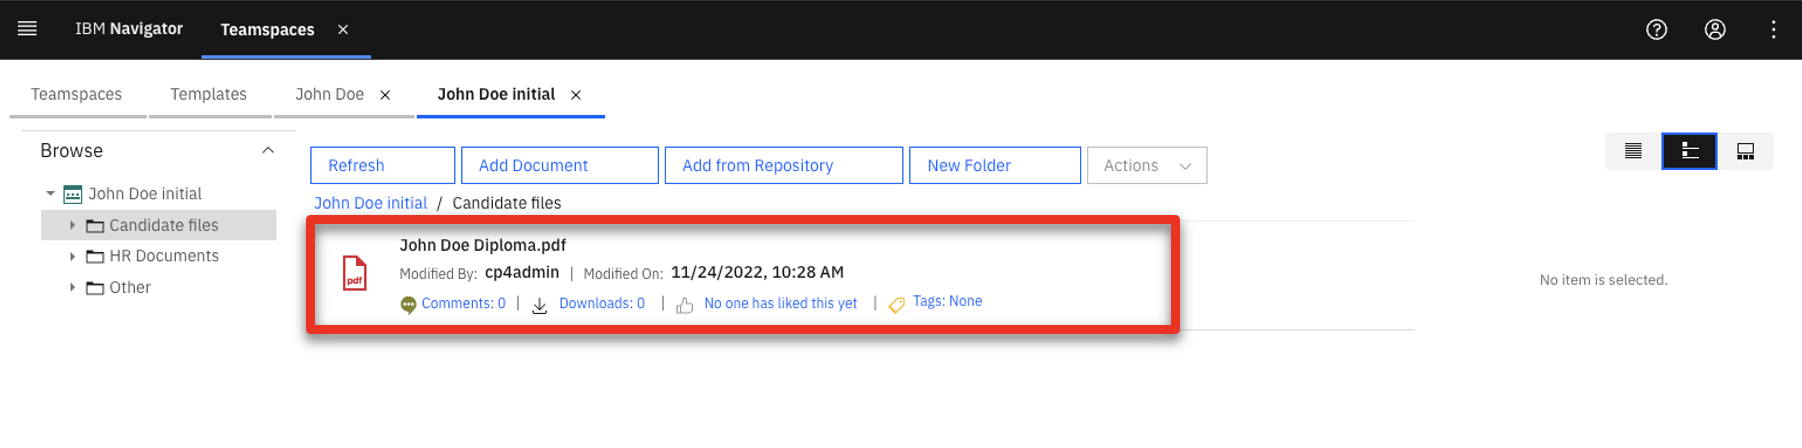 IBM Navigator Teamspaces
Teamspaces Templates John Doe John Doe initial
Browse
John Doe initial
Candidate files
HR Documents
Other
Refresh Add Document Add from Repository New Folder Actions
John Doe initial / Candidate files
John Doe Diploma.pdf
pdf
Modified By: cp4admin | Modified On: 11/24/2022, 10:28 AM
Comments: 0 | Downloads: 0 | No one has liked this yet | Tags: None
No item is selected.